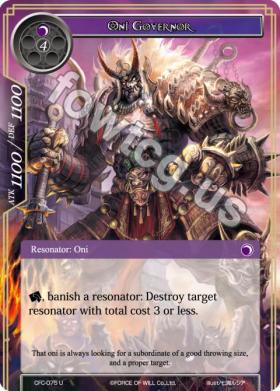 Oni Governor
4
ATK 1100 / DEF 1100
fowtcg.us
Resonator: Oni
, banish a resonator: Destroy target
resonator with total cost 3 or less.
That oni is always looking for a subordinate of a good throwing size,
and a proper target.
CFC-075 U
©FORCE OF WILL Co.,Ltd.